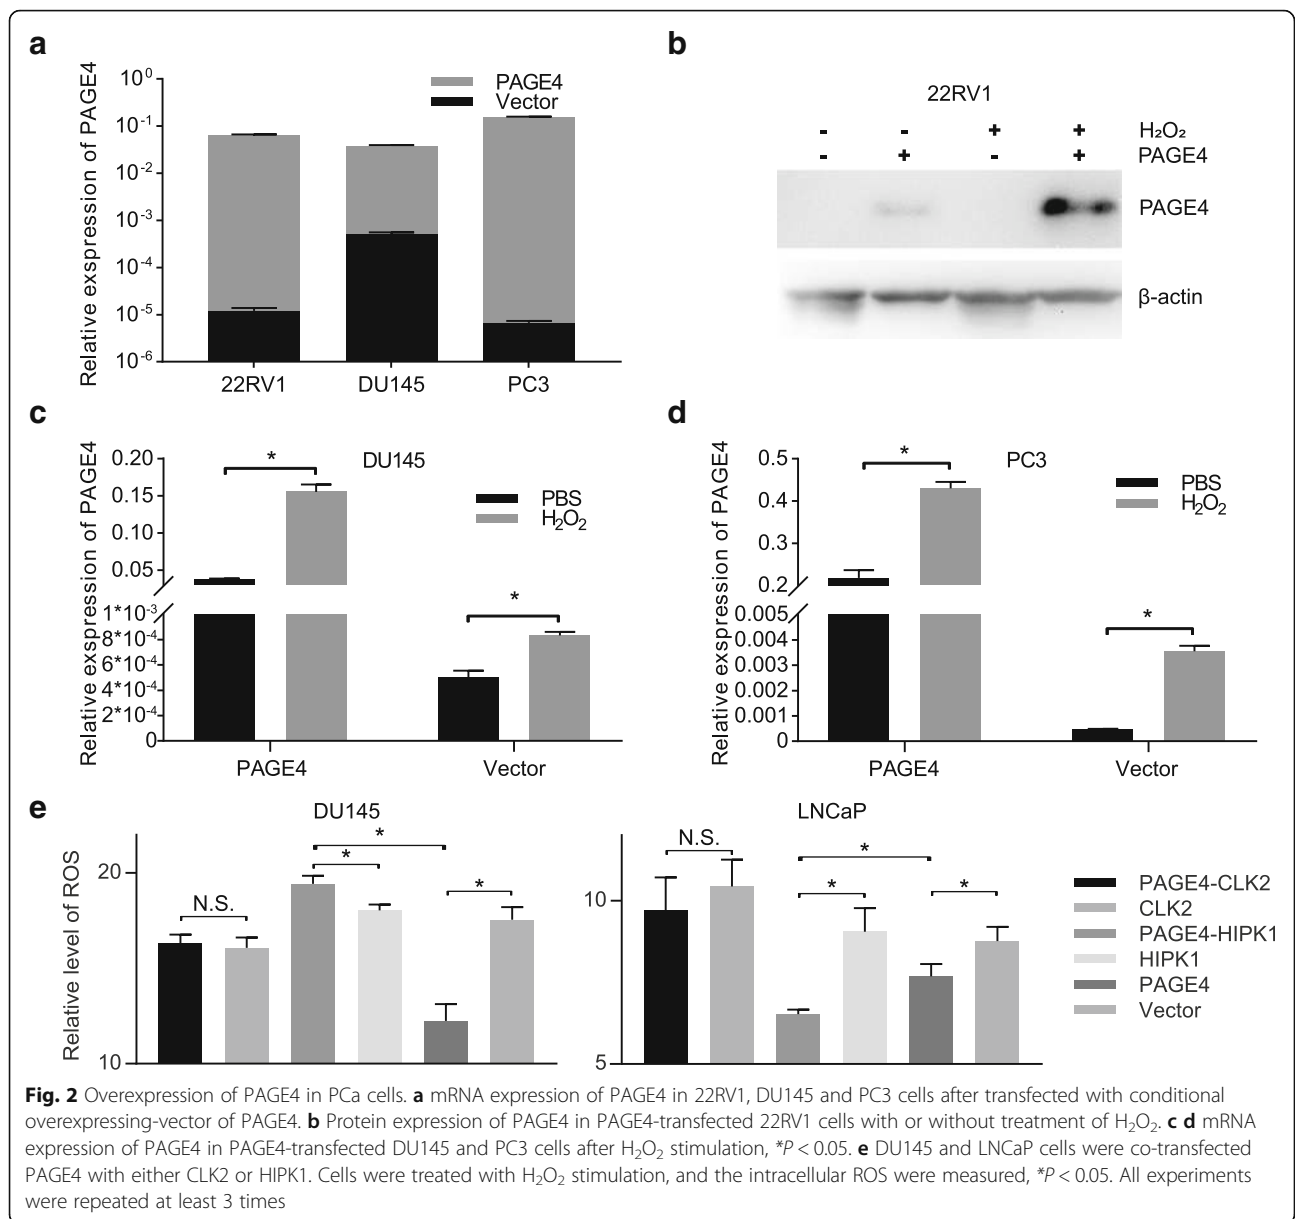 a
Relative exspression of PAGE4
10⁰
10⁻¹
10⁻²
10⁻³
10⁻⁴
10⁻⁵
10⁻⁶
PAGE4
Vector
22RV1 DU145 PC3
b
22RV1
- - + + H₂O₂
- + - + PAGE4
PAGE4
β-actin
c
Relative exspression of PAGE4
DU145
0.20
0.15
0.10
0.05
1*10⁻³
8*10⁻⁴
6*10⁻⁴
4*10⁻⁴
2*10⁻⁴
0
*
*
PBS
H₂O₂
PAGE4 Vector
d
Relative exspression of PAGE4
PC3
0.5
0.4
0.3
0.2
0.005
0.004
0.003
0.002
0.001
0
*
*
PBS
H₂O₂
PAGE4 Vector
e
Relative level of ROS
DU145
20
10
N.S.
*
*
*
LNCaP
10
5
N.S.
*
*
*
PAGE4-CLK2
CLK2
PAGE4-HIPK1
HIPK1
PAGE4
Vector
Fig. 2 Overexpression of PAGE4 in PCa cells. a mRNA expression of PAGE4 in 22RV1, DU145 and PC3 cells after transfected with conditional
overexpressing-vector of PAGE4. b Protein expression of PAGE4 in PAGE4-transfected 22RV1 cells with or without treatment of H₂O₂. c d mRNA
expression of PAGE4 in PAGE4-transfected DU145 and PC3 cells after H₂O₂ stimulation, *P < 0.05. e DU145 and LNCaP cells were co-transfected
PAGE4 with either CLK2 or HIPK1. Cells were treated with H₂O₂ stimulation, and the intracellular ROS were measured, *P < 0.05. All experiments
were repeated at least 3 times